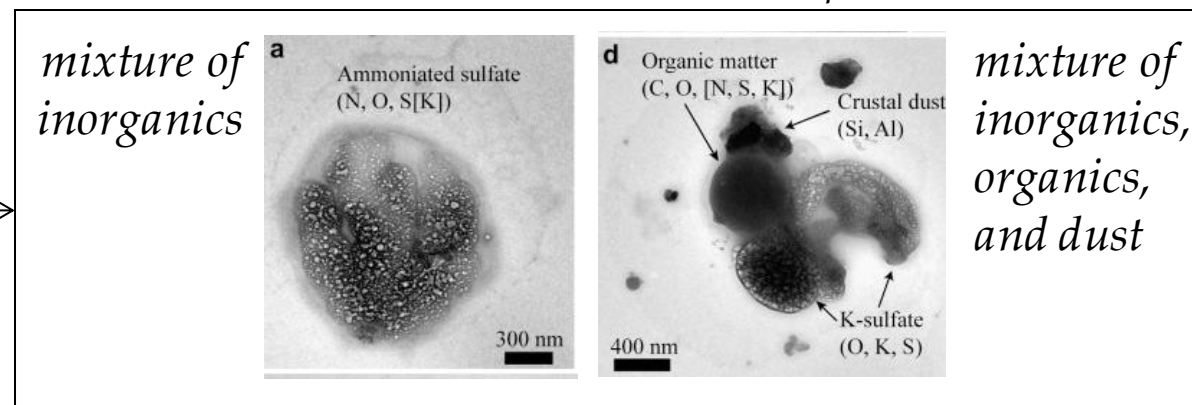 mixture of
inorganics
a
Ammoniated sulfate
(N, O, S[K])
300 nm
d
Organic matter
(C, O, [N, S, K])
Crustal dust
(Si, Al)
K-sulfate
(O, K, S)
400 nm
mixture of
inorganics,
organics,
and dust